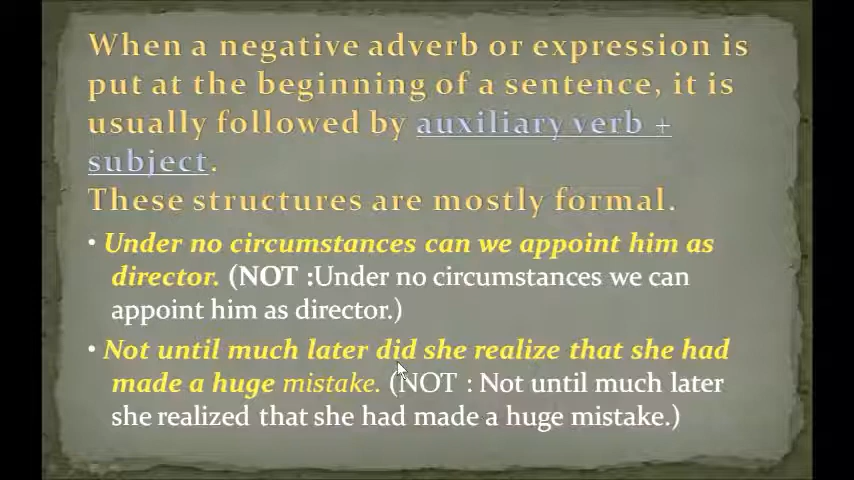 When a negative adverb or expression is
put at the beginning of a sentence, it is
usually followed by auxiliary verb +
subject.
These structures are mostly formal.
• Under no circumstances can we appoint him as
director. (NOT :Under no circumstances we can
appoint him as director.)
• Not until much later did she realize that she had
made a huge mistake. (NOT : Not until much later
she realized that she had made a huge mistake.)